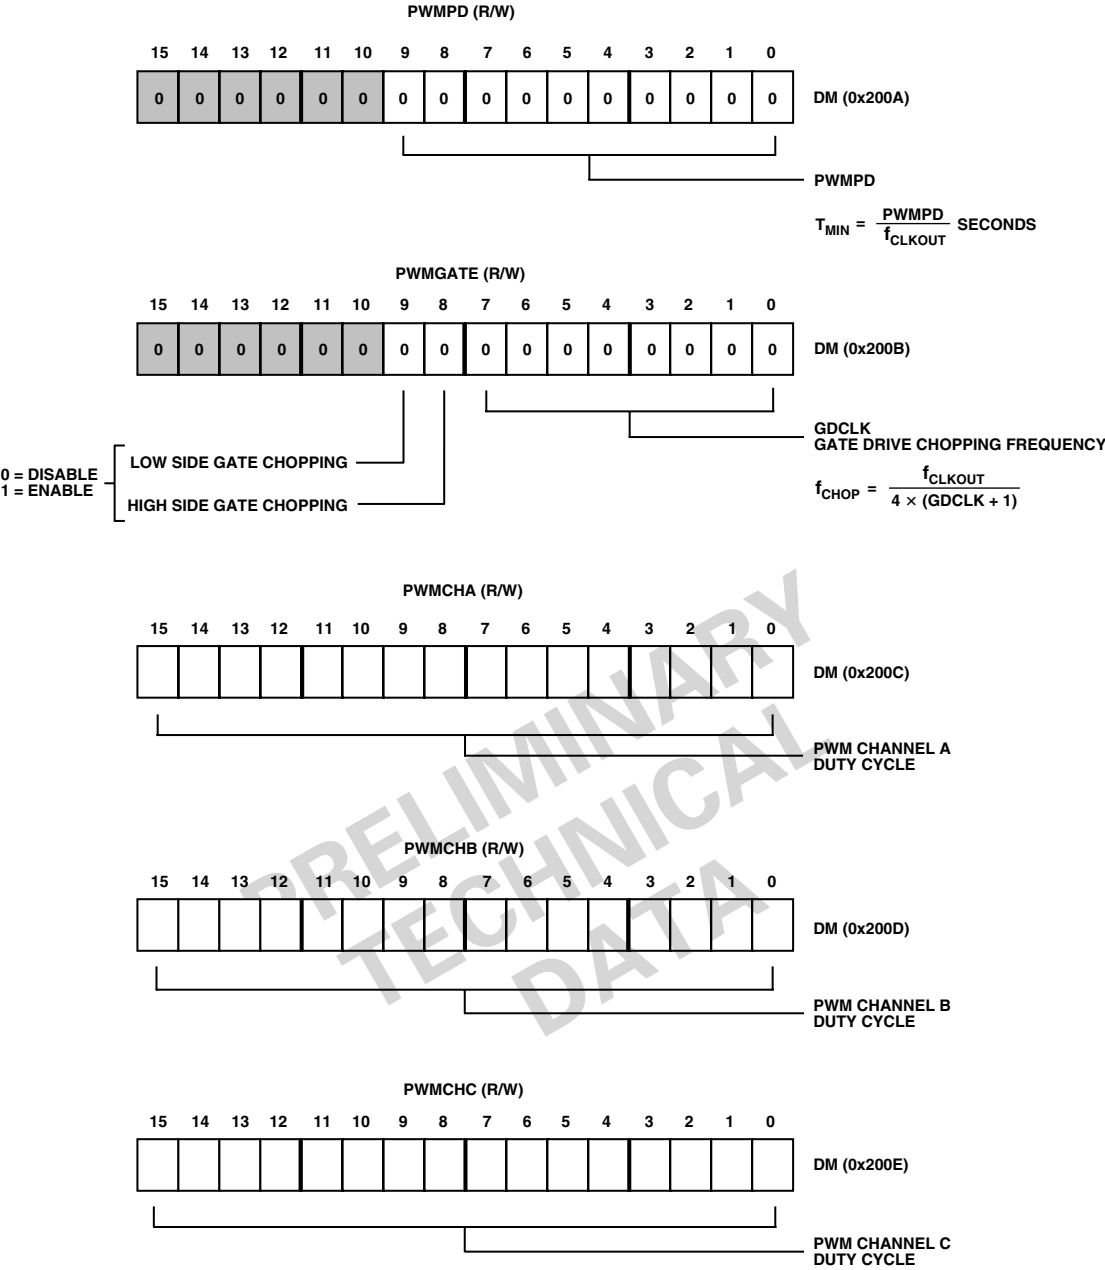 PWMPD (R/W)
15 14 13 12 11 10 9 8 7 6 5 4 3 2 1 0
0 0 0 0 0 0 0 0 0 0 0 0 0 0 0 0 DM (0x200A)
PWMPD
T_MIN = PWMPD / f_CLKOUT SECONDS
PWMGATE (R/W)
15 14 13 12 11 10 9 8 7 6 5 4 3 2 1 0
0 0 0 0 0 0 0 0 0 0 0 0 0 0 0 0 DM (0x200B)
0 = DISABLE
1 = ENABLE
LOW SIDE GATE CHOPPING
HIGH SIDE GATE CHOPPING
GDCLK
GATE DRIVE CHOPPING FREQUENCY
f_CHOP = f_CLKOUT / 4 × (GDCLK + 1)
PWMCHA (R/W)
15 14 13 12 11 10 9 8 7 6 5 4 3 2 1 0
DM (0x200C)
PWM CHANNEL A
DUTY CYCLE
PRELIMINARY
TECHNICAL
DATA
PWMCHB (R/W)
15 14 13 12 11 10 9 8 7 6 5 4 3 2 1 0
DM (0x200D)
PWM CHANNEL B
DUTY CYCLE
PWMCHC (R/W)
15 14 13 12 11 10 9 8 7 6 5 4 3 2 1 0
DM (0x200E)
PWM CHANNEL C
DUTY CYCLE